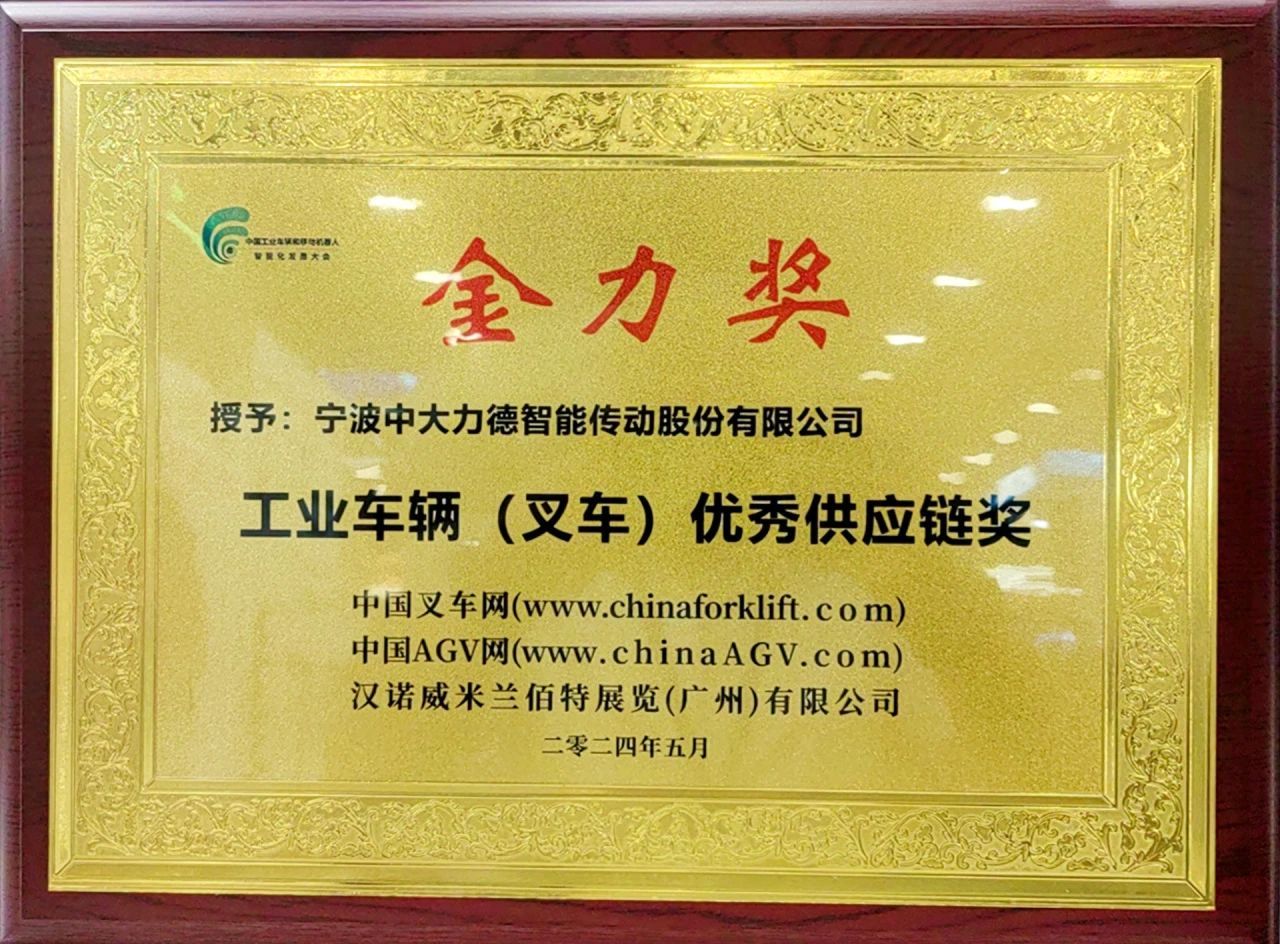 中国工业车辆和移动机器人
智能化发展大会
金力奖
授予：宁波中大力德智能传动股份有限公司
工业车辆（叉车）优秀供应链奖
中国叉车网(www.chinaforklift.com)
中国AGV网(www.chinaAGV.com)
汉诺威米兰佰特展览(广州)有限公司
二零二四年五月